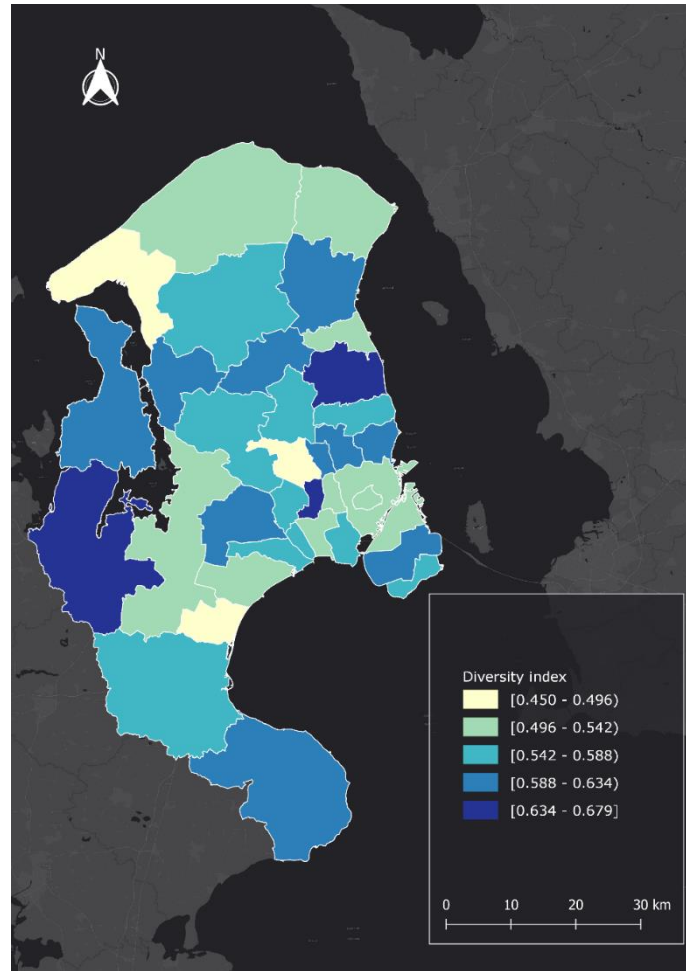 N
Diversity index
[0.450 - 0.496)
[0.496 - 0.542)
[0.542 - 0.588)
[0.588 - 0.634)
[0.634 - 0.679]
0 10 20 30 km